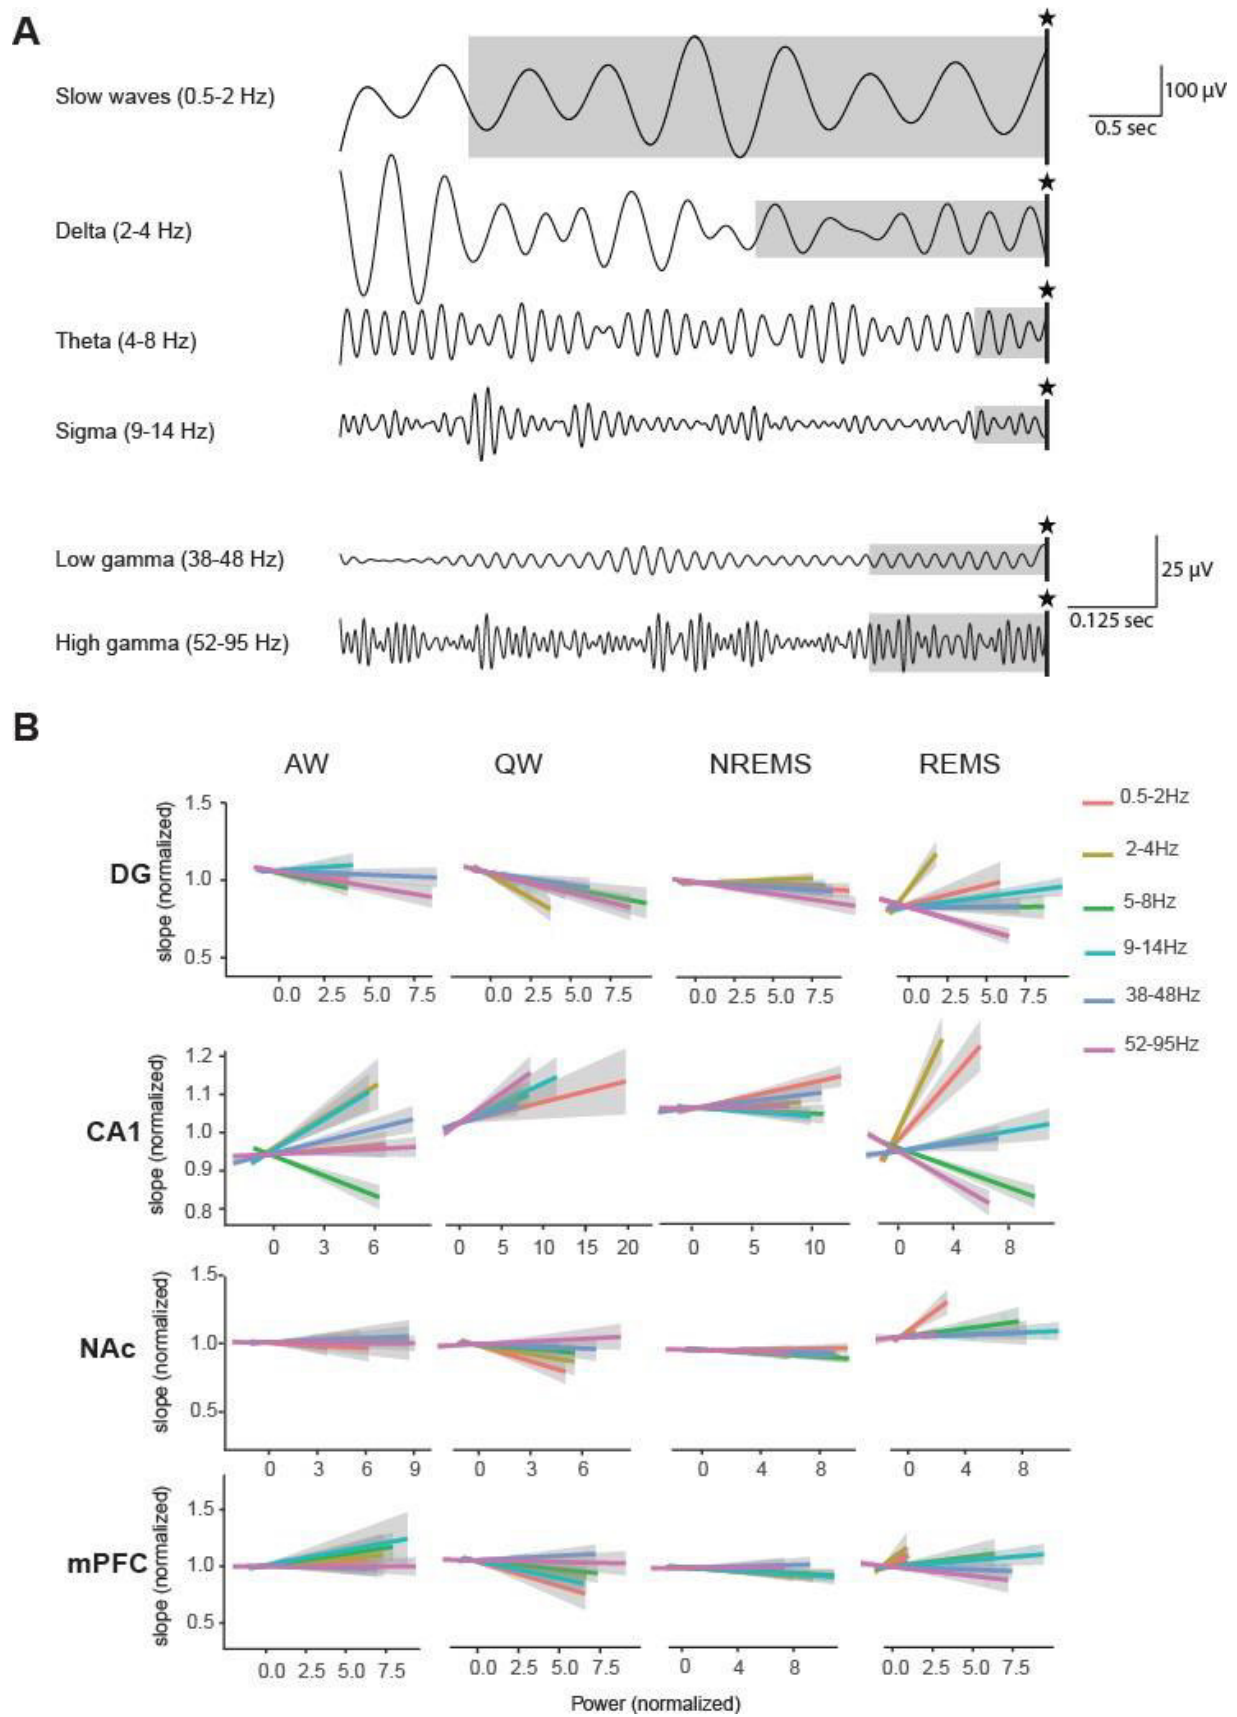 A
Slow waves (0.5-2 Hz)
100 µV
0.5 sec
Delta (2-4 Hz)
Theta (4-8 Hz)
Sigma (9-14 Hz)
Low gamma (38-48 Hz)
25 µV
0.125 sec
High gamma (52-95 Hz)
B
AW QW NREMS REMS
0.5-2Hz
2-4Hz
5-8Hz
9-14Hz
38-48Hz
52-95Hz
DG
slope (normalized)
1.5
1.0
0.5
0.0 2.5 5.0 7.5 0.0 2.5 5.0 7.5 0.0 2.5 5.0 7.5 0.0 2.5 5.0 7.5
CA1
slope (normalized)
1.2
1.1
1.0
0.9
0.8
0 3 6 0 5 10 15 20 0 5 10 0 4 8
NAc
slope (normalized)
1.5
1.0
0.5
0 3 6 9 0 3 6 0 4 8 0 4 8
mPFC
slope (normalized)
1.5
1.0
0.5
0.0 2.5 5.0 7.5 0.0 2.5 5.0 7.5 0 4 8 0.0 2.5 5.0 7.5
Power (normalized)